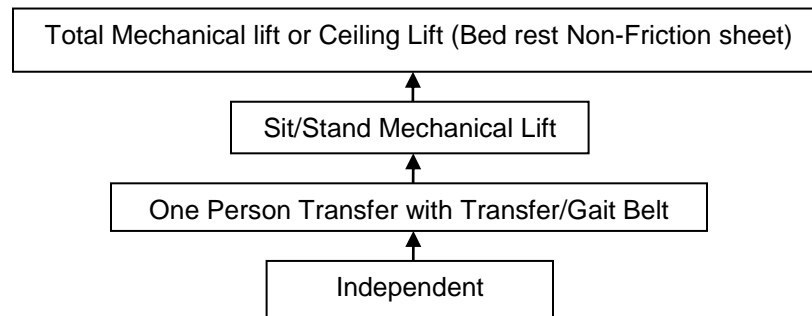 Total Mechanical lift or Ceiling Lift (Bed rest Non-Friction sheet)
Sit/Stand Mechanical Lift
One Person Transfer with Transfer/Gait Belt
Independent